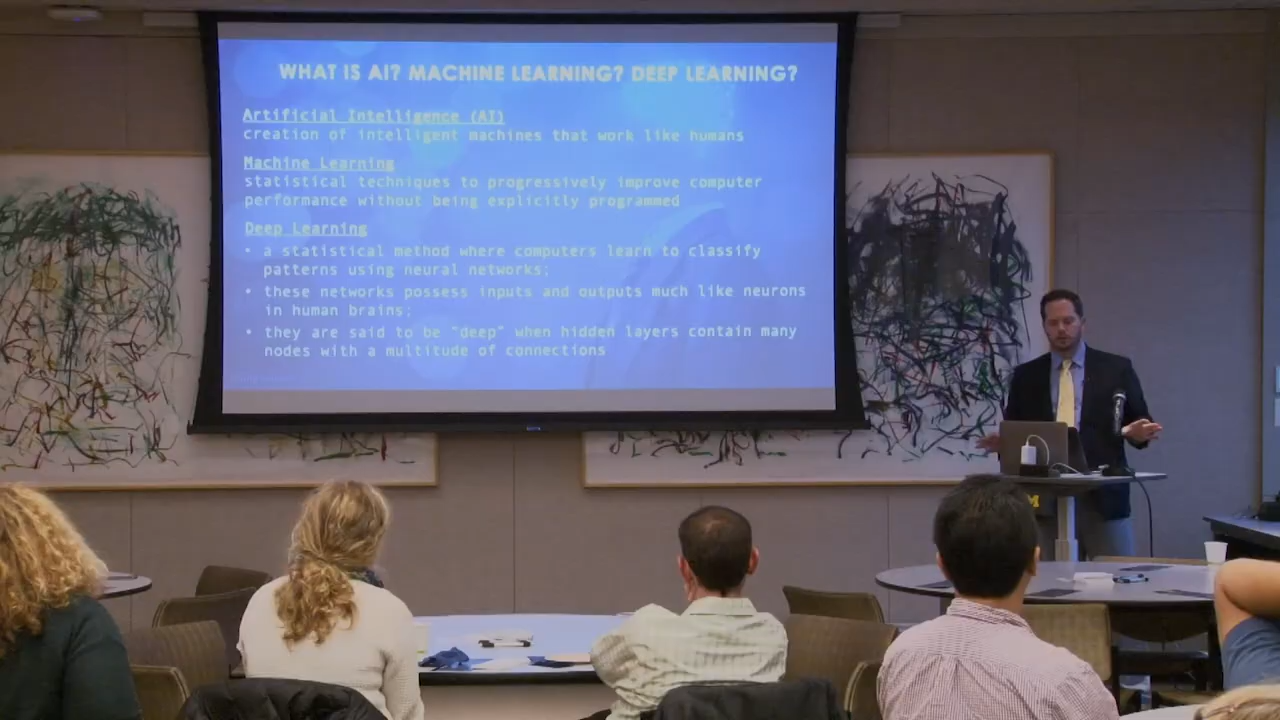 WHAT IS AI? MACHINE LEARNING? DEEP LEARNING?
Artificial Intelligence (AI)
creation of intelligent machines that work like humans
Machine Learning
statistical techniques to progressively improve computer
performance without being explicitly programmed
Deep Learning
• a statistical method where computers learn to classify
patterns using neural networks;
• these networks possess inputs and outputs much like neurons
in human brains;
• they are said to be "deep" when hidden layers contain many
nodes with a multitude of connections
M